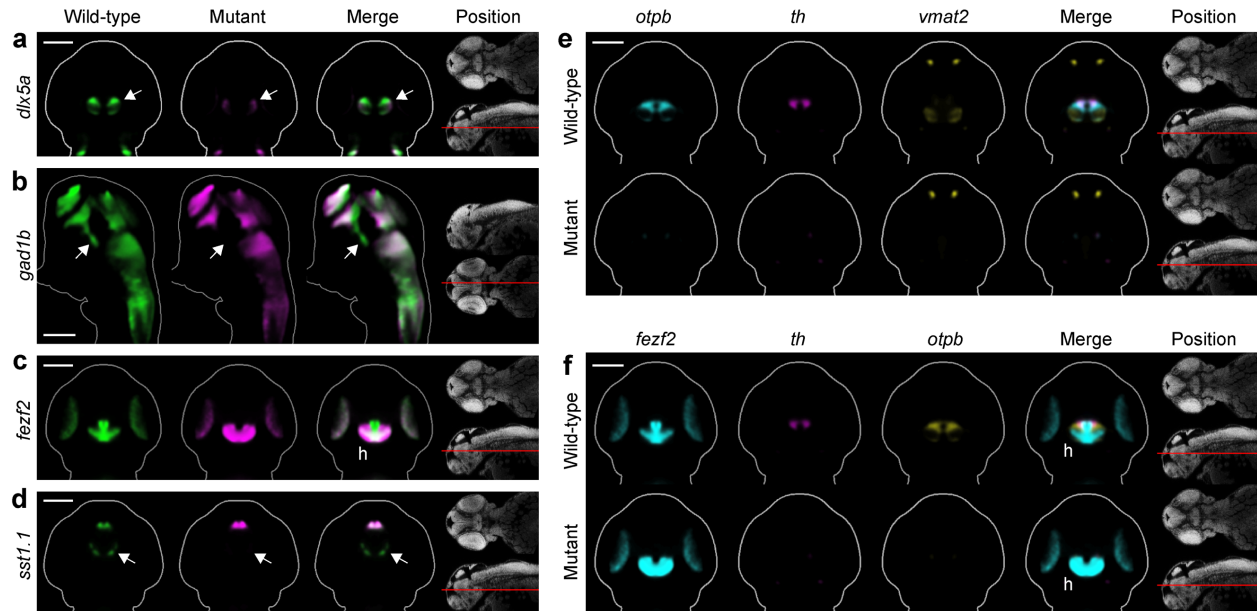 Wild-type Mutant Merge Position
a
dlx5a
b
gad1b
c
fezf2
h
d
sst1.1
otpb th vmat2 Merge Position
e
Wild-type
Mutant
fezf2 th otpb Merge Position
f
Wild-type
h
Mutant
h